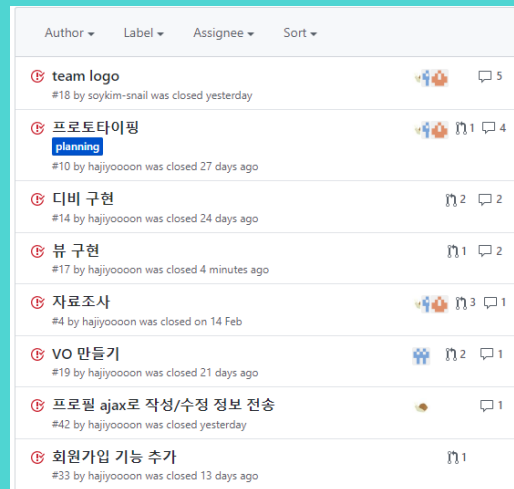 Author Label Assignee Sort
team logo 5
#18 by soykim-snail was closed yesterday
프로토타이핑 1 4
planning
#10 by hajiyoooon was closed 27 days ago
디비 구현 2 2
#14 by hajiyoooon was closed 24 days ago
뷰 구현 1 2
#17 by hajiyoooon was closed 4 minutes ago
자료조사 3 1
#4 by hajiyoooon was closed on 14 Feb
VO 만들기 2 1
#19 by hajiyoooon was closed 21 days ago
프로필 ajax로 작성/수정 정보 전송 1
#42 by hajiyoooon was closed yesterday
회원가입 기능 추가 1
#33 by hajiyoooon was closed 13 days ago